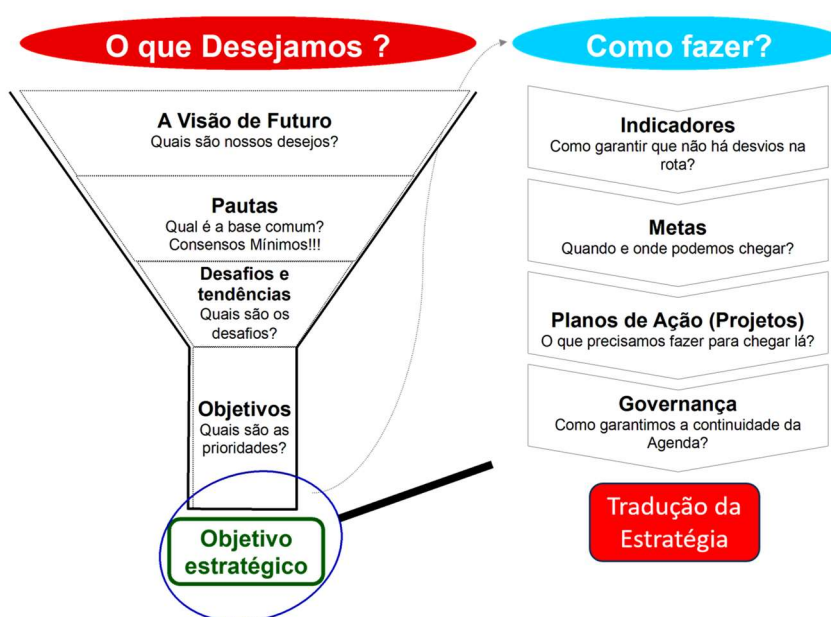 O que Desejamos ?
A Visão de Futuro
Quais são nossos desejos?
Pautas
Qual é a base comum?
Consensos Mínimos!!!
Desafios e
tendências
Quais são os
desafios?
Objetivos
Quais são as
prioridades?
Objetivo
estratégico
Como fazer?
Indicadores
Como garantir que não há desvios na
rota?
Metas
Quando e onde podemos chegar?
Planos de Ação (Projetos)
O que precisamos fazer para chegar lá?
Governança
Como garantimos a continuidade da
Agenda?
Tradução da
Estratégia